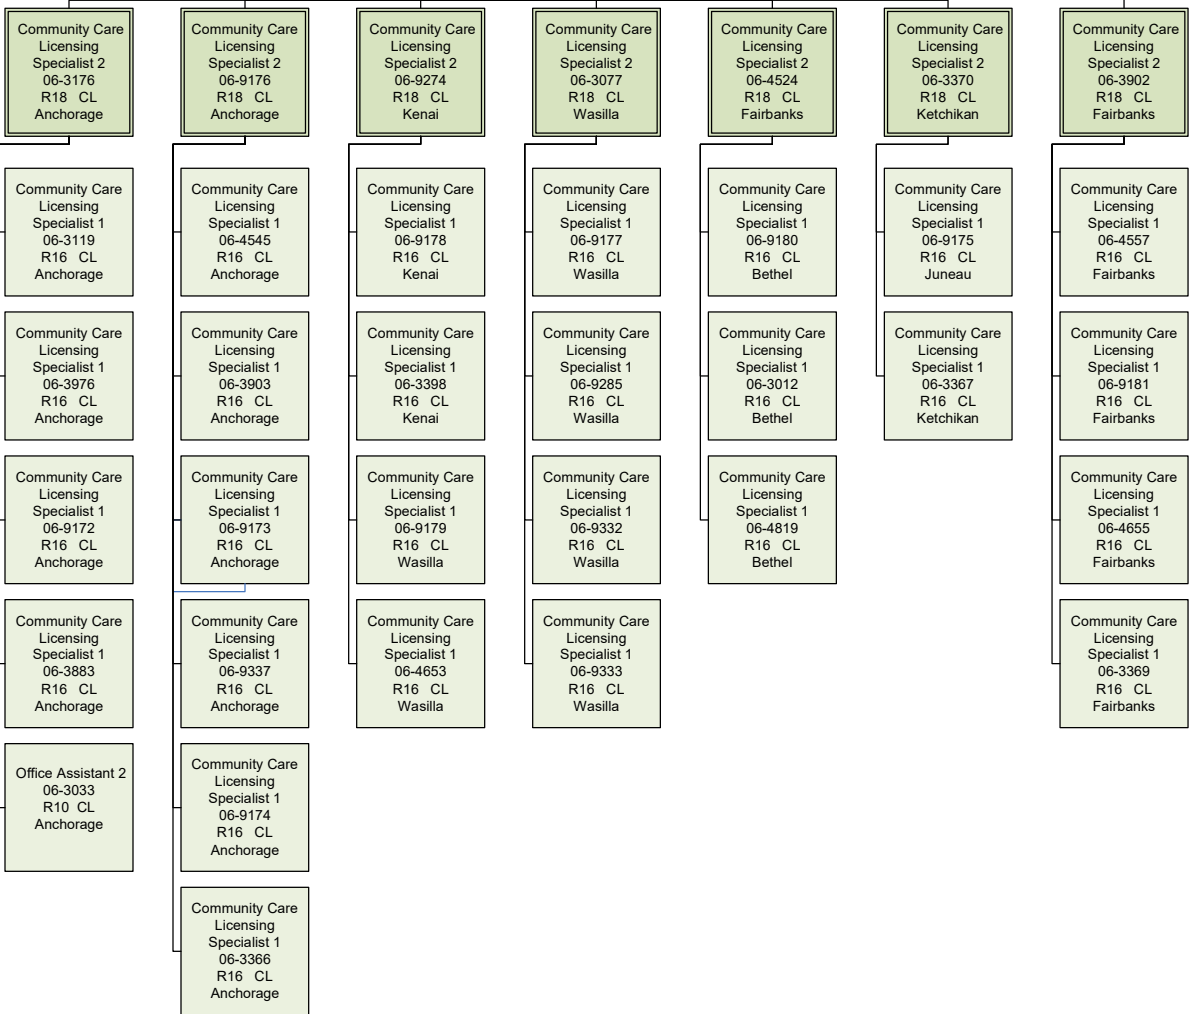 Community Care
Licensing
Specialist 2
06-3176
R18 CL
Anchorage
Community Care
Licensing
Specialist 2
06-9176
R18 CL
Anchorage
Community Care
Licensing
Specialist 2
06-9274
R18 CL
Kenai
Community Care
Licensing
Specialist 2
06-3077
R18 CL
Wasilla
Community Care
Licensing
Specialist 2
06-4524
R18 CL
Fairbanks
Community Care
Licensing
Specialist 2
06-3370
R18 CL
Ketchikan
Community Care
Licensing
Specialist 2
06-3902
R18 CL
Fairbanks
Community Care
Licensing
Specialist 1
06-3119
R16 CL
Anchorage
Community Care
Licensing
Specialist 1
06-4545
R16 CL
Anchorage
Community Care
Licensing
Specialist 1
06-9178
R16 CL
Kenai
Community Care
Licensing
Specialist 1
06-9177
R16 CL
Wasilla
Community Care
Licensing
Specialist 1
06-9180
R16 CL
Bethel
Community Care
Licensing
Specialist 1
06-9175
R16 CL
Juneau
Community Care
Licensing
Specialist 1
06-4557
R16 CL
Fairbanks
Community Care
Licensing
Specialist 1
06-3976
R16 CL
Anchorage
Community Care
Licensing
Specialist 1
06-3903
R16 CL
Anchorage
Community Care
Licensing
Specialist 1
06-3398
R16 CL
Kenai
Community Care
Licensing
Specialist 1
06-9285
R16 CL
Wasilla
Community Care
Licensing
Specialist 1
06-3012
R16 CL
Bethel
Community Care
Licensing
Specialist 1
06-3367
R16 CL
Ketchikan
Community Care
Licensing
Specialist 1
06-9181
R16 CL
Fairbanks
Community Care
Licensing
Specialist 1
06-9172
R16 CL
Anchorage
Community Care
Licensing
Specialist 1
06-9173
R16 CL
Anchorage
Community Care
Licensing
Specialist 1
06-9179
R16 CL
Wasilla
Community Care
Licensing
Specialist 1
06-9332
R16 CL
Wasilla
Community Care
Licensing
Specialist 1
06-4819
R16 CL
Bethel
Community Care
Licensing
Specialist 1
06-4655
R16 CL
Fairbanks
Community Care
Licensing
Specialist 1
06-3883
R16 CL
Anchorage
Community Care
Licensing
Specialist 1
06-9337
R16 CL
Anchorage
Community Care
Licensing
Specialist 1
06-4653
R16 CL
Wasilla
Community Care
Licensing
Specialist 1
06-9333
R16 CL
Wasilla
Community Care
Licensing
Specialist 1
06-3369
R16 CL
Fairbanks
Office Assistant 2
06-3033
R10 CL
Anchorage
Community Care
Licensing
Specialist 1
06-9174
R16 CL
Anchorage
Community Care
Licensing
Specialist 1
06-3366
R16 CL
Anchorage